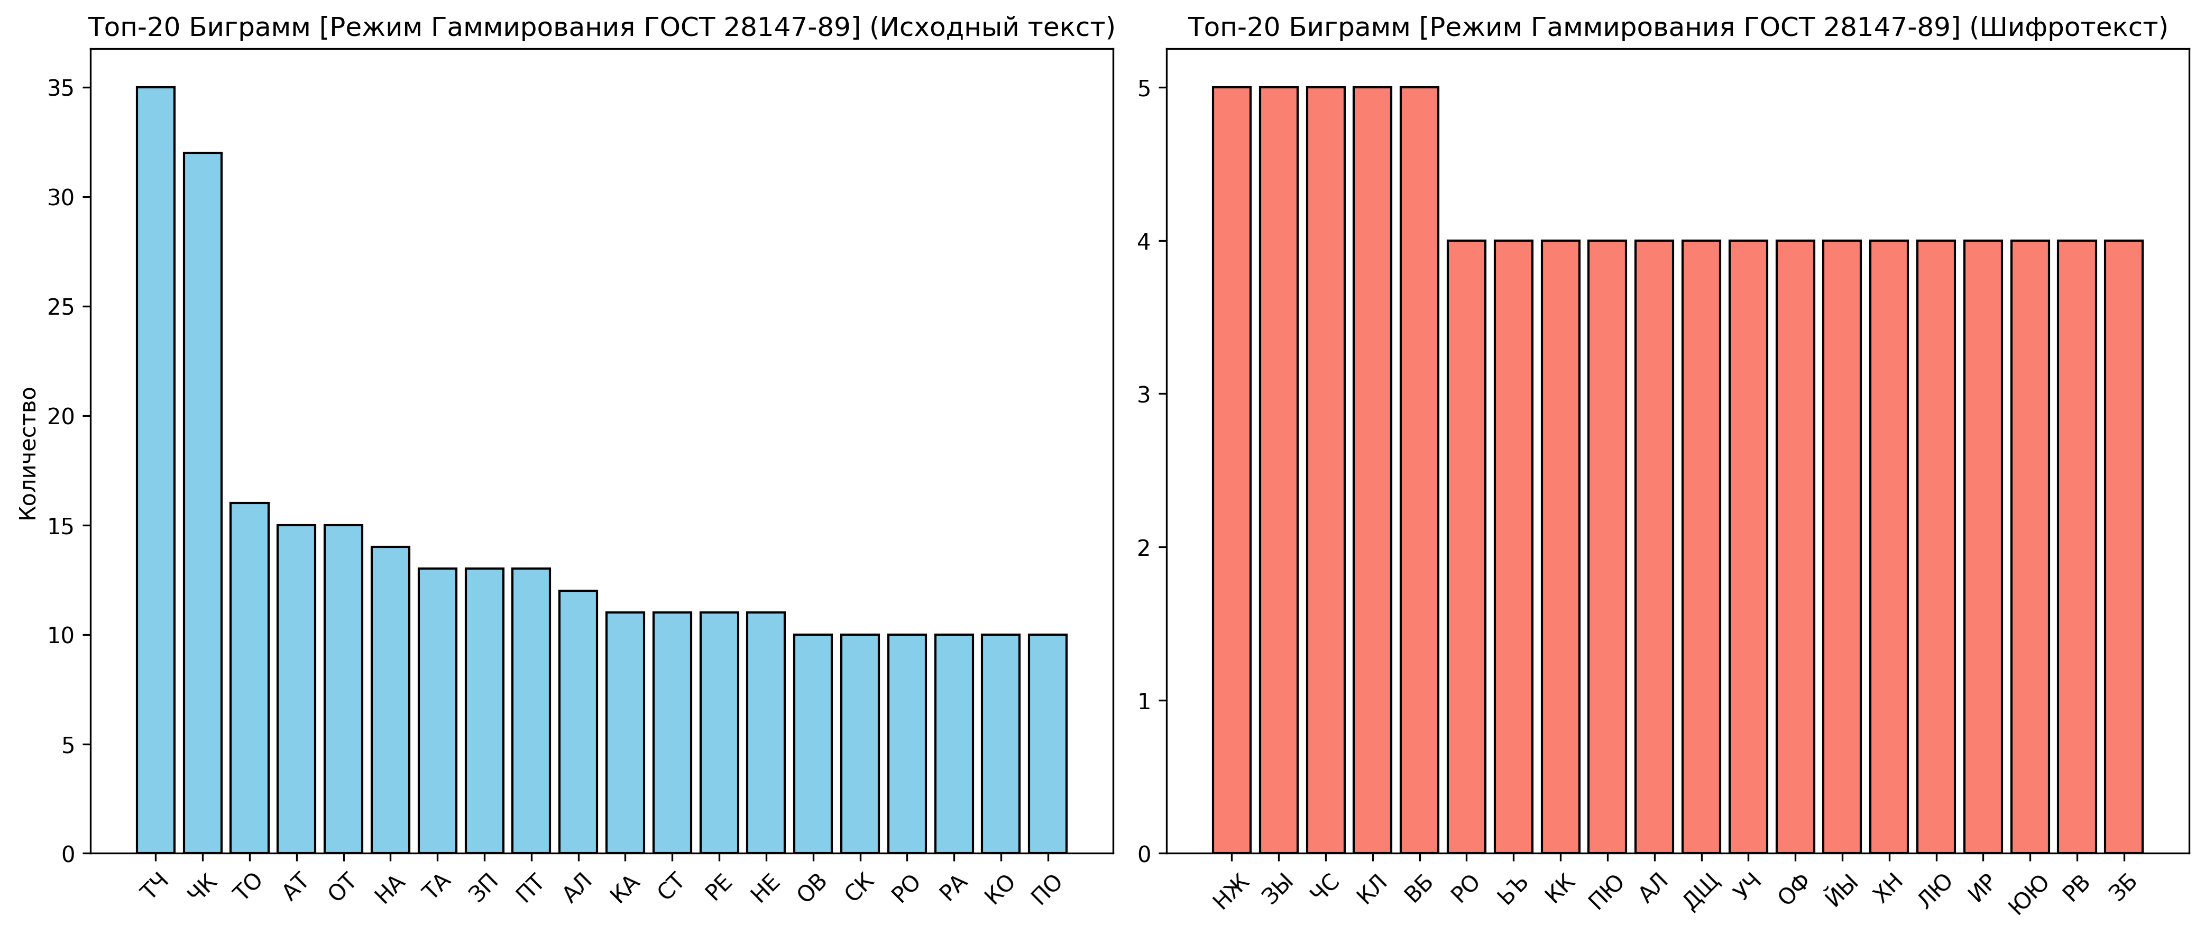 Топ-20 Биграмм [Режим Гаммирования ГОСТ 28147-89] (Исходный текст)
Количество
35
30
25
20
15
10
5
0
ТЧ ЧК ТО АТ ОТ НА ТА ЗП ПТ АЛ КА СТ РЕ НЕ ОВ СК РО РА КО ПО
Топ-20 Биграмм [Режим Гаммирования ГОСТ 28147-89] (Шифротекст)
5
4
3
2
1
0
НЖ ЗЫ ЧС КЛ ВБ РО ЬЪ КК ПЮ АЛ ДЩ УЧ ОФ ЙЫ ХН ЛЮ ИР ЮЮ РВ ЗБ